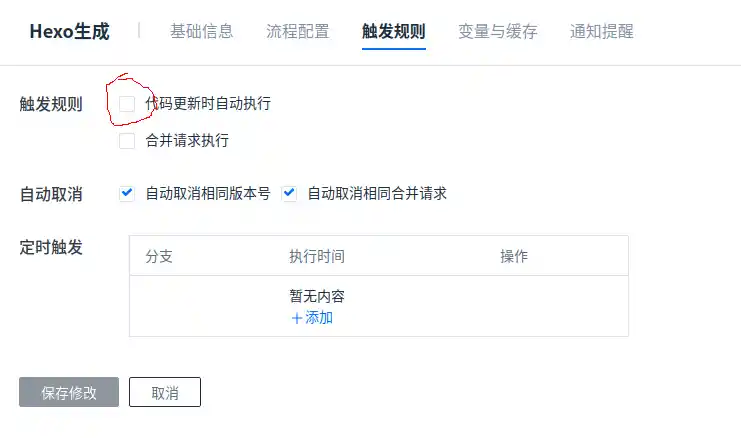 Hexo生成 基础信息 流程配置 触发规则 变量与缓存 通知提醒
触发规则 代码更新时自动执行
合并请求执行
自动取消 自动取消相同版本号 自动取消相同合并请求
定时触发
分支 执行时间 操作
暂无内容
+添加
保存修改 取消